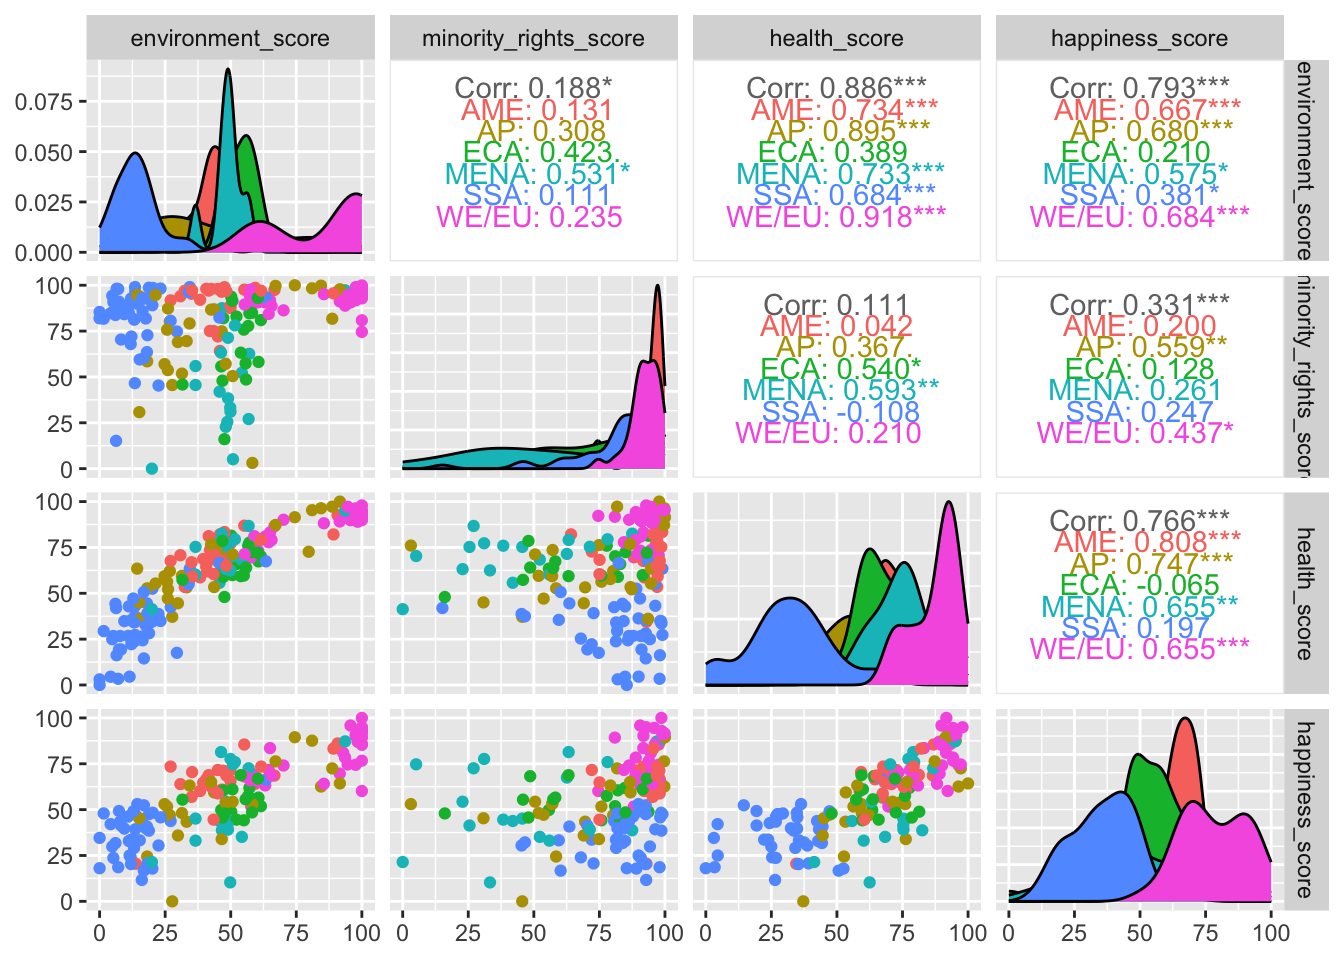 environment_score
minority_rights_score
health_score
happiness_score
0.075
0.050
0.025
0.000
Corr: 0.188*
AME: 0.131
AP: 0.308
ECA: 0.423.
MENA: 0.531*
SSA: 0.111
WE/EU: 0.235
Corr: 0.886***
AME: 0.734***
AP: 0.895***
ECA: 0.389
MENA: 0.733***
SSA: 0.684***
WE/EU: 0.918***
Corr: 0.793***
AME: 0.667***
AP: 0.680***
ECA: 0.210
MENA: 0.575*
SSA: 0.381*
WE/EU: 0.684***
environment_score
100
75
50
25
0
Corr: 0.111
AME: 0.042
AP: 0.367.
ECA: 0.540*
MENA: 0.593**
SSA: -0.108
WE/EU: 0.210
Corr: 0.331***
AME: 0.200
AP: 0.559**
ECA: 0.128
MENA: 0.261
SSA: 0.247
WE/EU: 0.437*
minority_rights_score
100
75
50
25
0
Corr: 0.766***
AME: 0.808***
AP: 0.747***
ECA: -0.065
MENA: 0.655**
SSA: 0.197
WE/EU: 0.655***
health_score
100
75
50
25
0
happiness_score
0 25 50 75 100
0 25 50 75 100
0 25 50 75 100
0 25 50 75 100